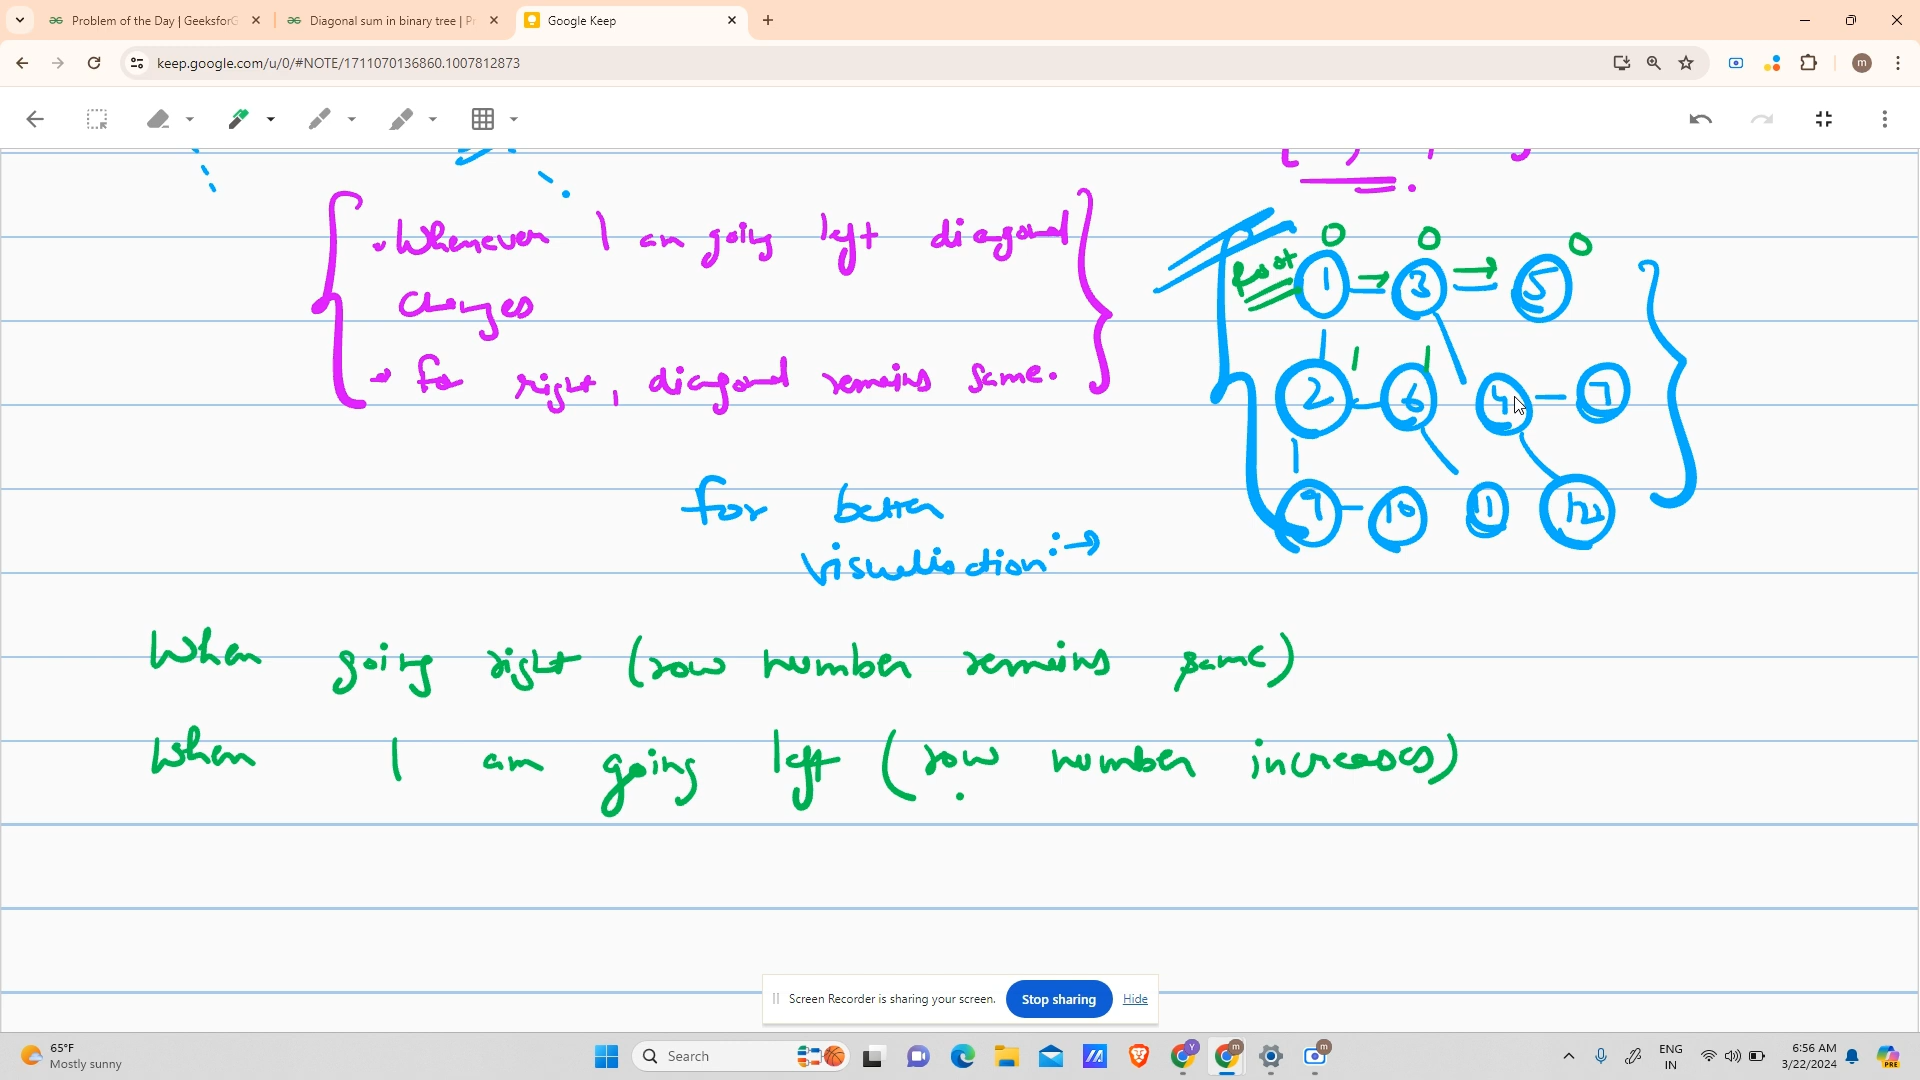 Problem of the Day | GeeksforG
Diagonal sum in binary tree | Pr
Google Keep
keep.google.com/u/0/#NOTE/1711070136860.1007812873
m
Whenever I am going left diagonal
Changes
For right, diagonal remains same.
0 0 0
Root 1 3 5
1 1
2 6 4 7
9 10 11 12
for better
visualisation :→
When going right (row number remains same)
When I am going left (row number increases)
Screen Recorder is sharing your screen. Stop sharing Hide
65°F
Mostly sunny
Search
ENG
IN
6:56 AM
3/22/2024
PRE